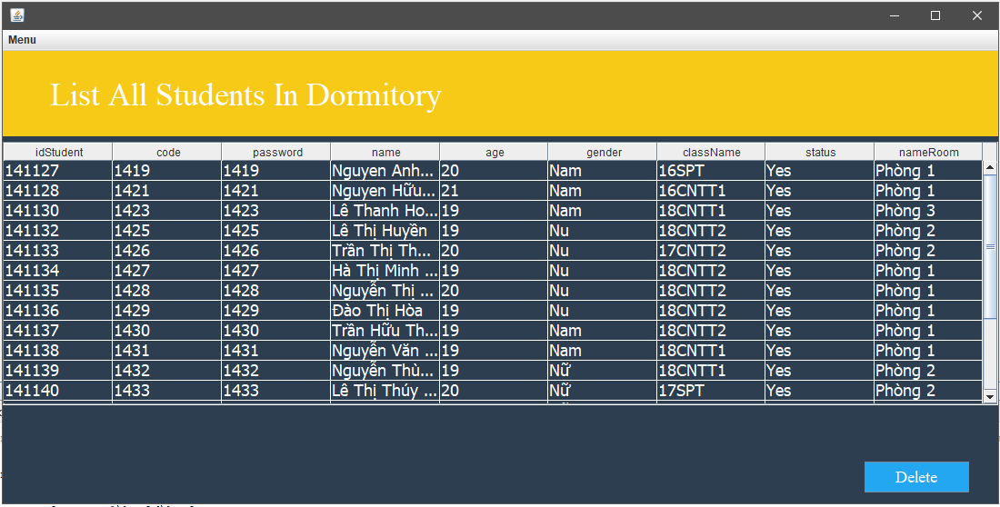 Menu
List All Students In Dormitory
idStudent code password name age gender className status nameRoom
141127 1419 1419 Nguyen Anh... 20 Nam 16SPT Yes Phòng 1
141128 1421 1421 Nguyen Hữu... 21 Nam 16CNTT1 Yes Phòng 1
141130 1423 1423 Lê Thanh Ho... 19 Nam 18CNTT1 Yes Phòng 3
141132 1425 1425 Lê Thị Huyền 19 Nu 18CNTT2 Yes Phòng 2
141133 1426 1426 Trần Thị Th... 20 Nu 17CNTT2 Yes Phòng 2
141134 1427 1427 Hà Thị Minh ... 19 Nu 18CNTT2 Yes Phòng 1
141135 1428 1428 Nguyễn Thị ... 20 Nu 18CNTT2 Yes Phòng 1
141136 1429 1429 Đào Thị Hòa 19 Nu 18CNTT2 Yes Phòng 1
141137 1430 1430 Trần Hữu Th... 20 Nam 18CNTT2 Yes Phòng 1
141138 1431 1431 Nguyễn Văn ... 19 Nam 18CNTT1 Yes Phòng 1
141139 1432 1432 Nguyễn Thù... 19 Nữ 18CNTT1 Yes Phòng 2
141140 1433 1433 Lê Thị Thúy ... 20 Nữ 17SPT Yes Phòng 2
Delete